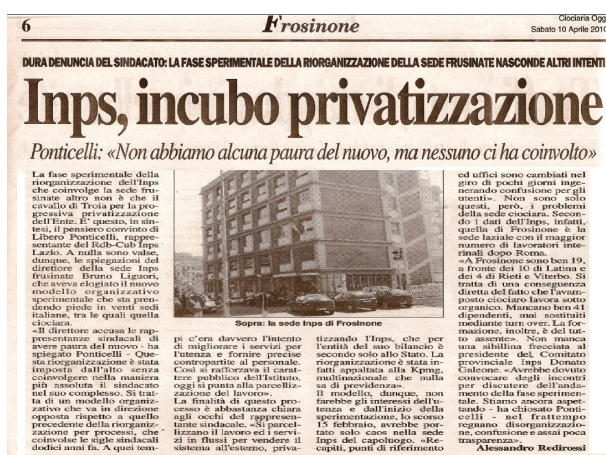 6
Frosinone
Ciociaria Oggi
Sabato 10 Aprile 2010
DURA DENUNCIA DEL SINDACATO: LA FASE SPERIMENTALE DELLA RIORGANIZZAZIONE DELLA SEDE FRUSINATE NASCONDE ALTRI INTENTI
Inps, incubo privatizzazione
Ponticelli: «Non abbiamo alcuna paura del nuovo, ma nessuno ci ha coinvolto»
La fase sperimentale della
riorganizzazione dell'Inps
che coinvolge la sede fru-
sinate altro non è che il
cavallo di Troia per la pro-
gressiva privatizzazione
dell'Ente. E' questo, in sin-
tesi, il pensiero convinto di
Libero Ponticelli, rappre-
sentante del Rdb-Cub Inps
Lazio. A nulla sono valse,
dunque, le spiegazioni del
direttore della sede Inps
frusinate Bruno Liguori,
che aveva elogiato il nuovo
modello organizzativo
sperimentale che sta pren-
dendo piede in venti sedi
italiane, tra le quali quella
ciociara.
«Il direttore accusa le rap-
presentanze sindacali di
avere paura del nuovo - ha
spiegato Ponticelli - Que-
sta riorganizzazione è stata
imposta dall'alto senza
coinvolgere nella maniera
più assoluta il sindacato
nel suo complesso. Si trat-
ta di un modello organiz-
zativo che va in direzione
opposta rispetto a quello
precedente della riorganiz-
zazione per processi, che
coinvolse le sigle sindacali
dodici anni fa. A quei tem-
Sopra: la sede Inps di Frosinone
pi c'era davvero l'intento
di migliorare i servizi per
l'utenza e fornire precise
contropartite al personale.
Così si rafforzava il carat-
tere pubblico dell'Istituto,
oggi si punta alla parcelliz-
zazione del lavoro».
La finalità di questo pro-
cesso è abbastanza chiara
agli occhi del rappresen-
tante sindacale. «Si parcel-
lizzano il lavoro ed i servi-
zi in flussi per vendere il
sistema all'esterno, priva-
tizzando l'Inps, che per
l'entità del suo bilancio è
secondo solo allo Stato. La
riorganizzazione è stata in-
fatti appaltata alla Kpmg,
multinazionale che nulla
sa di previdenza».
Il modello, dunque, non
farebbe gli interessi dell'u-
tenza e dall'inizio della
sperimentazione, lo scorso
15 febbraio, avrebbe por-
tato solo caos nella sede
Inps del capoluogo. «Re-
capiti, punti di riferimento
ed uffici sono cambiati nel
giro di pochi giorni inge-
nerando confusione per gli
utenti». Non sono solo
questi, però, i problemi
della sede ciociara. Secon-
do i dati dell'Inps, infatti,
quella di Frosinone è la
sede laziale con il maggior
numero di lavoratori inte-
rinali dopo Roma.
«A Frosinone sono ben 19,
a fronte dei 10 di Latina e
dei 4 di Rieti e Viterbo. Si
tratta di una conseguenza
diretta del fatto che l'avam-
posto ciociaro lavora sotto
organico. Mancano ben 41
dipendenti, mai sostituiti
mediante turn over. La for-
mazione, inoltre, è del tut-
to assente». Non manca
una sibillina frecciata al
presidente del Comitato
provinciale Inps Donato
Galeone. «Avrebbe dovuto
convocare degli incontri
per discutere dell'anda-
mento della fase sperimen-
tale. Stiamo ancora aspet-
tando - ha chiosato Ponti-
celli - nel frattempo
regnano disorganizzazio-
ne, confusione e assai poca
trasparenza».
Alessandro Redirossi